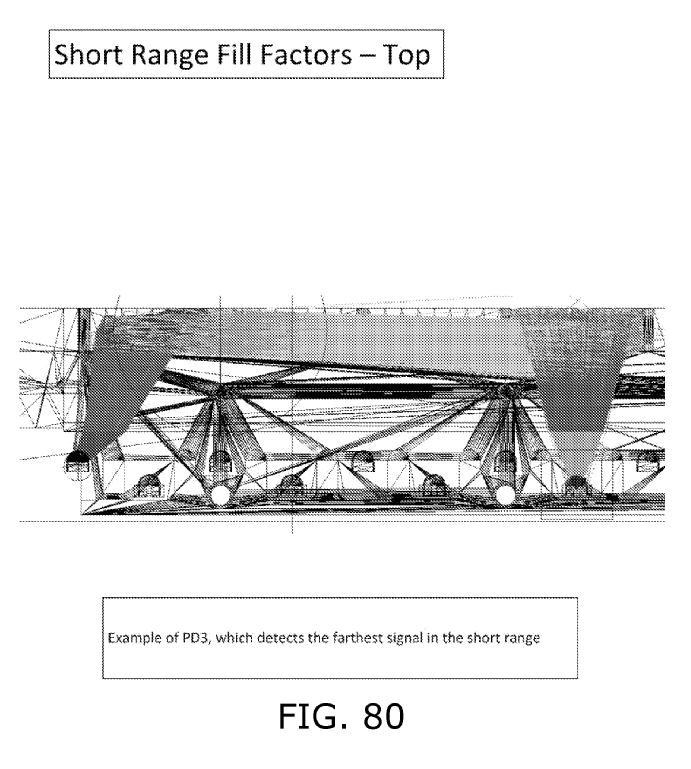 Short Range Fill Factors – Top
Example of PD3, which detects the farthest signal in the short range
FIG. 80